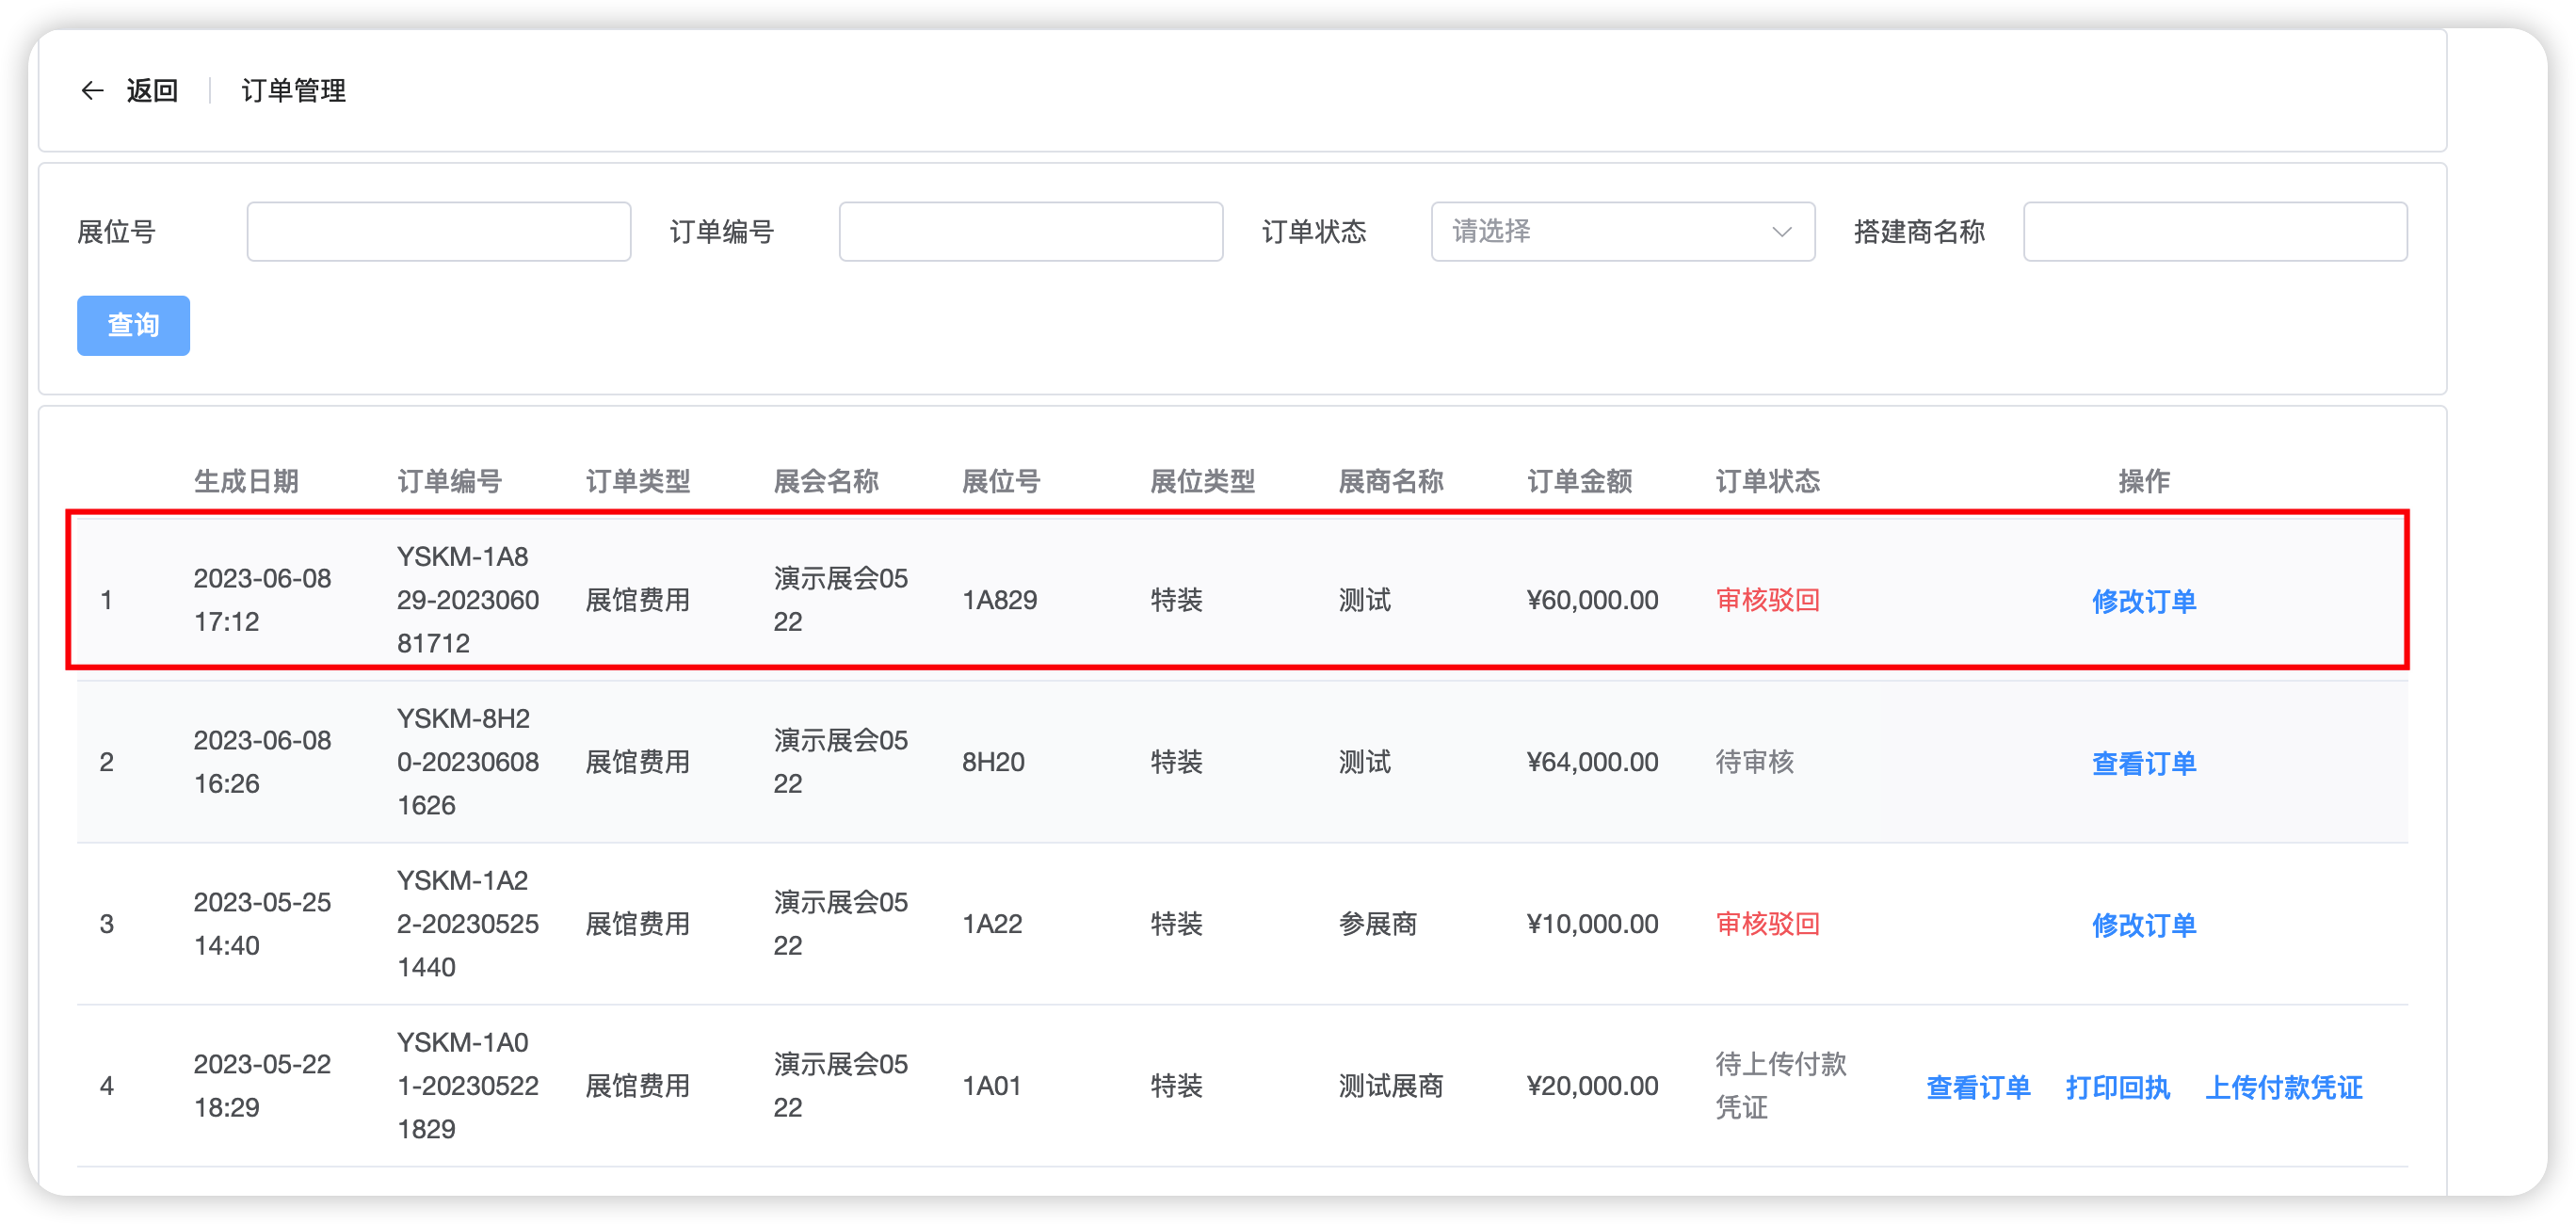 返回 订单管理
展位号 订单编号 订单状态 请选择 搭建商名称
查询
生成日期 订单编号 订单类型 展会名称 展位号 展位类型 展商名称 订单金额 订单状态 操作
1 2023-06-08 17:12 YSKM-1A829-202306081712 展馆费用 演示展会0522 1A829 特装 测试 ¥60,000.00 审核驳回 修改订单
2 2023-06-08 16:26 YSKM-8H20-202306081626 展馆费用 演示展会0522 8H20 特装 测试 ¥64,000.00 待审核 查看订单
3 2023-05-25 14:40 YSKM-1A22-202305251440 展馆费用 演示展会0522 1A22 特装 参展商 ¥10,000.00 审核驳回 修改订单
4 2023-05-22 18:29 YSKM-1A01-202305221829 展馆费用 演示展会0522 1A01 特装 测试展商 ¥20,000.00 待上传付款凭证 查看订单 打印回执 上传付款凭证